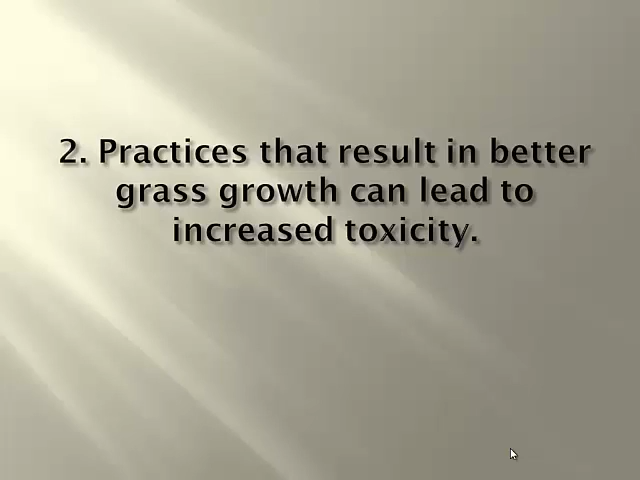 2. Practices that result in better
grass growth can lead to
increased toxicity.